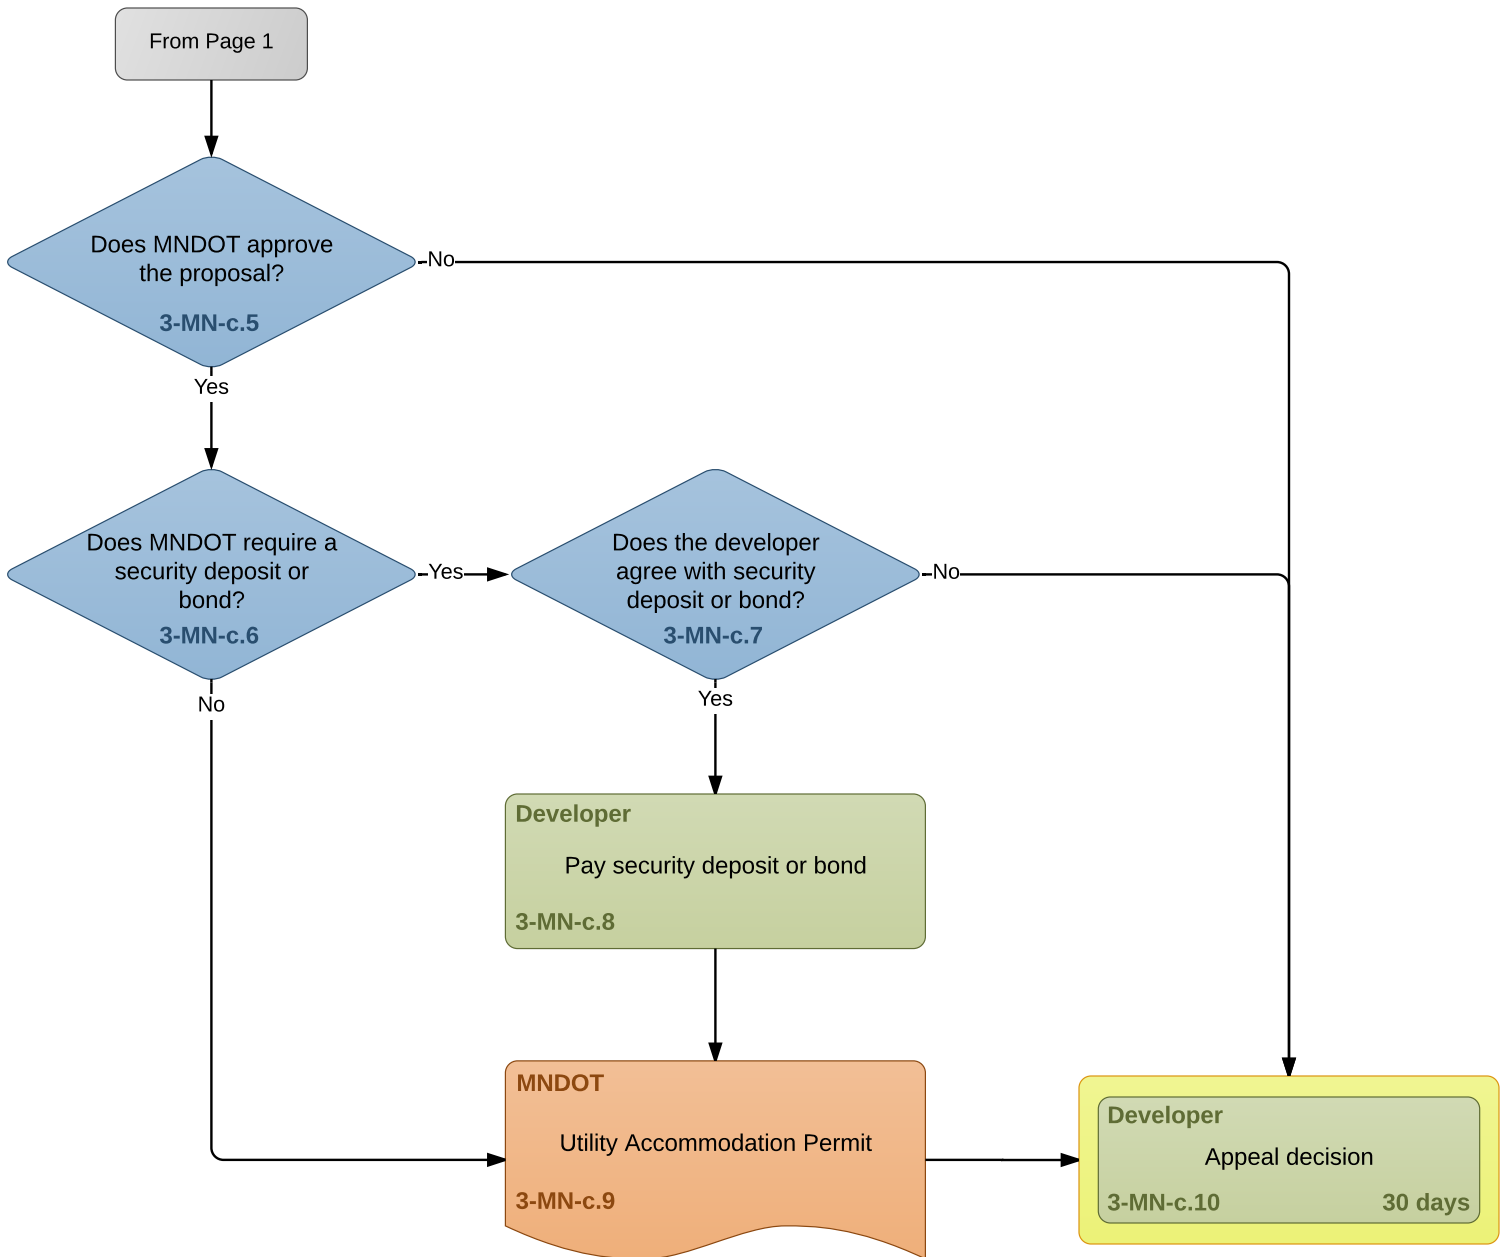 From Page 1
Does MNDOT approve
the proposal?
3-MN-c.5
No
Yes
Does MNDOT require a
security deposit or
bond?
3-MN-c.6
Yes
Does the developer
agree with security
deposit or bond?
3-MN-c.7
No
No
Yes
Developer
Pay security deposit or bond
3-MN-c.8
MNDOT
Utility Accommodation Permit
3-MN-c.9
Developer
Appeal decision
3-MN-c.10
30 days